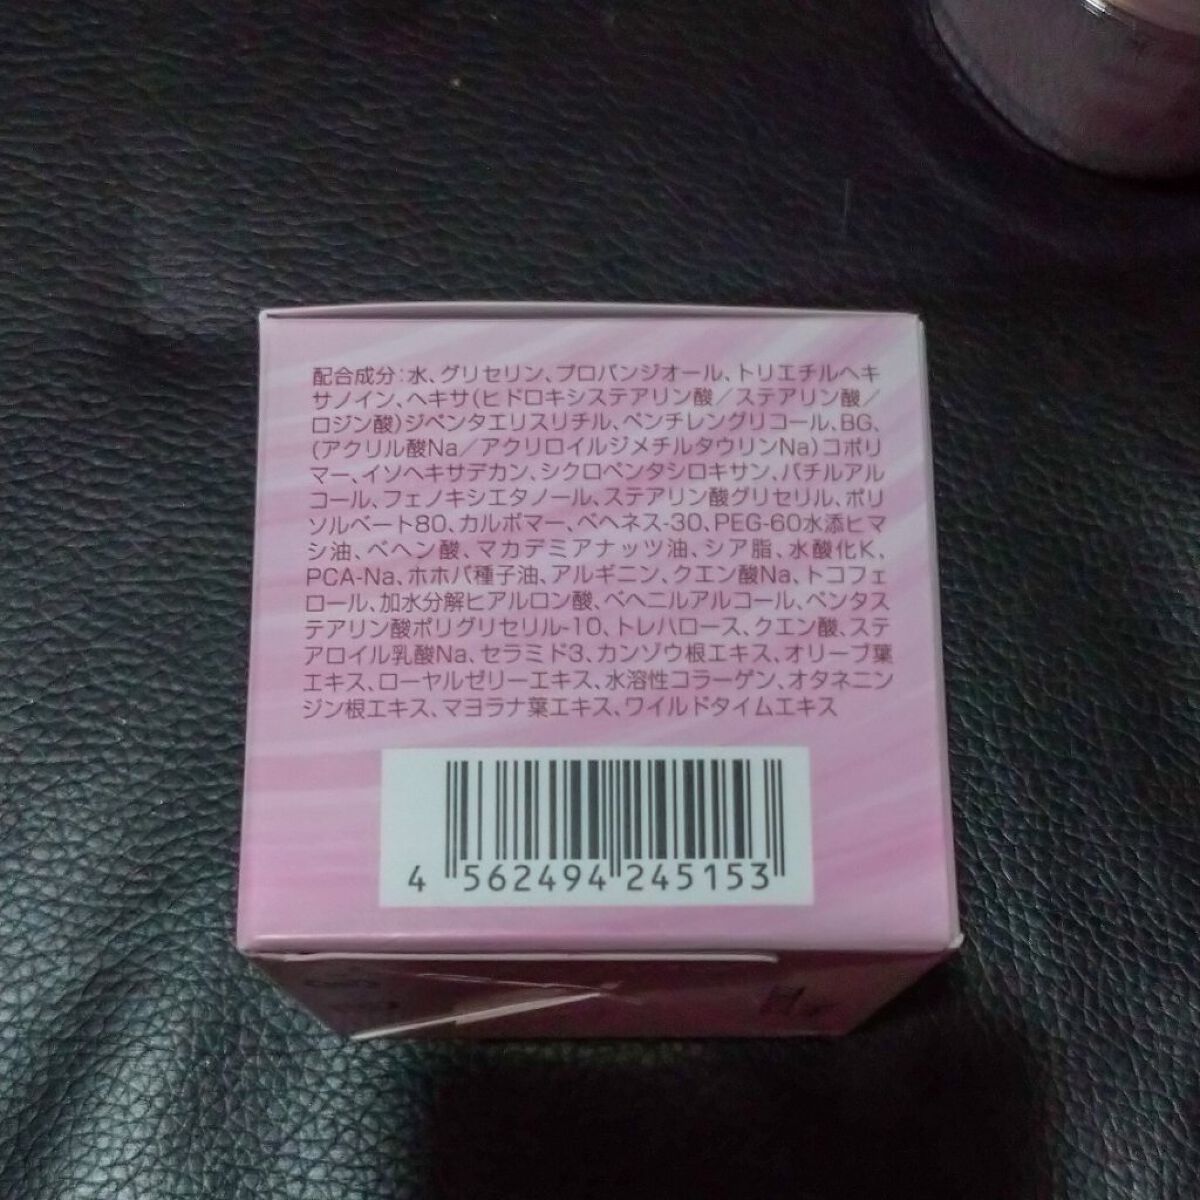 配合成分：水、グリセリン、プロパンジオール、トリエチルヘキ
サノイン、ヘキサ(ヒドロキシステアリン酸／ステアリン酸／
ロジン酸)ジペンタエリスリチル、ペンチレングリコール、BG、
(アクリル酸Na／アクリロイルジメチルタウリンNa)コポリ
マー、イソヘキサデカン、シクロペンタシロキサン、バチルアル
コール、フェノキシエタノール、ステアリン酸グリセリル、ポリ
ソルベート80、カルボマー、ベヘネス-30、PEG-60水添ヒマ
シ油、ベヘン酸、マカデミアナッツ油、シア脂、水酸化K、
PCA-Na、ホホバ種子油、アルギニン、クエン酸Na、トコフェ
ロール、加水分解ヒアルロン酸、ベヘニルアルコール、ペンタス
テアリン酸ポリグリセリル-10、トレハロース、クエン酸、ステ
アロイル乳酸Na、セラミド3、カンゾウ根エキス、オリーブ葉
エキス、ローヤルゼリーエキス、水溶性コラーゲン、オタネニン
ジン根エキス、マヨラナ葉エキス、ワイルドタイムエキス
4 562494 245153